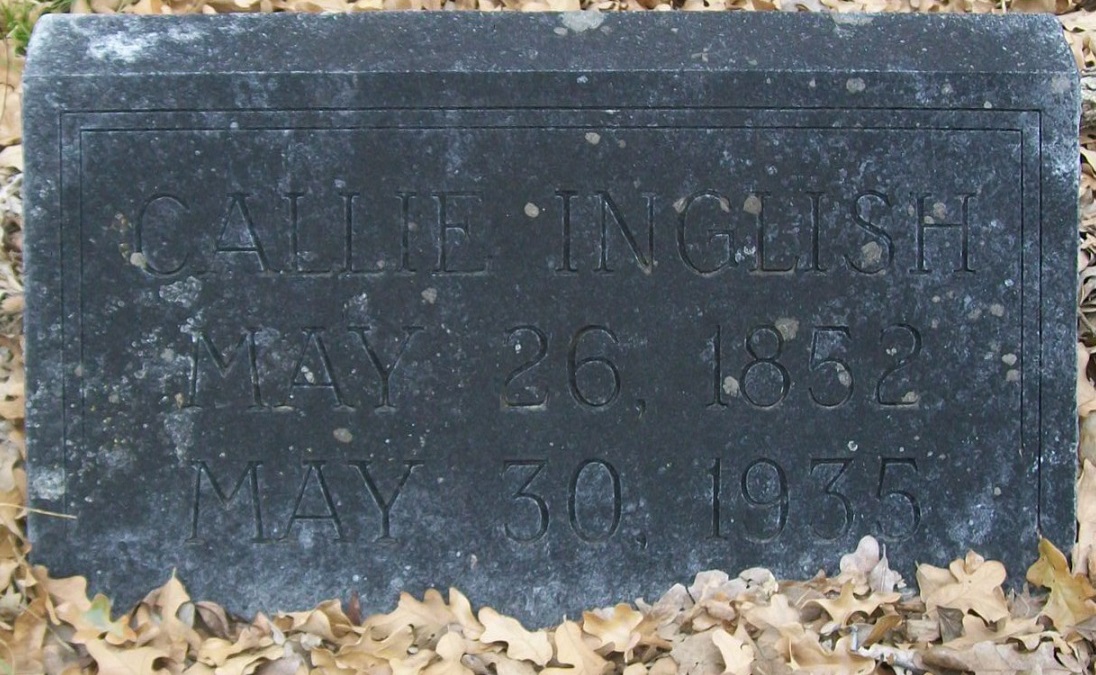 CALLIE INGLISH
MAY 26, 1852
MAY 30, 1935